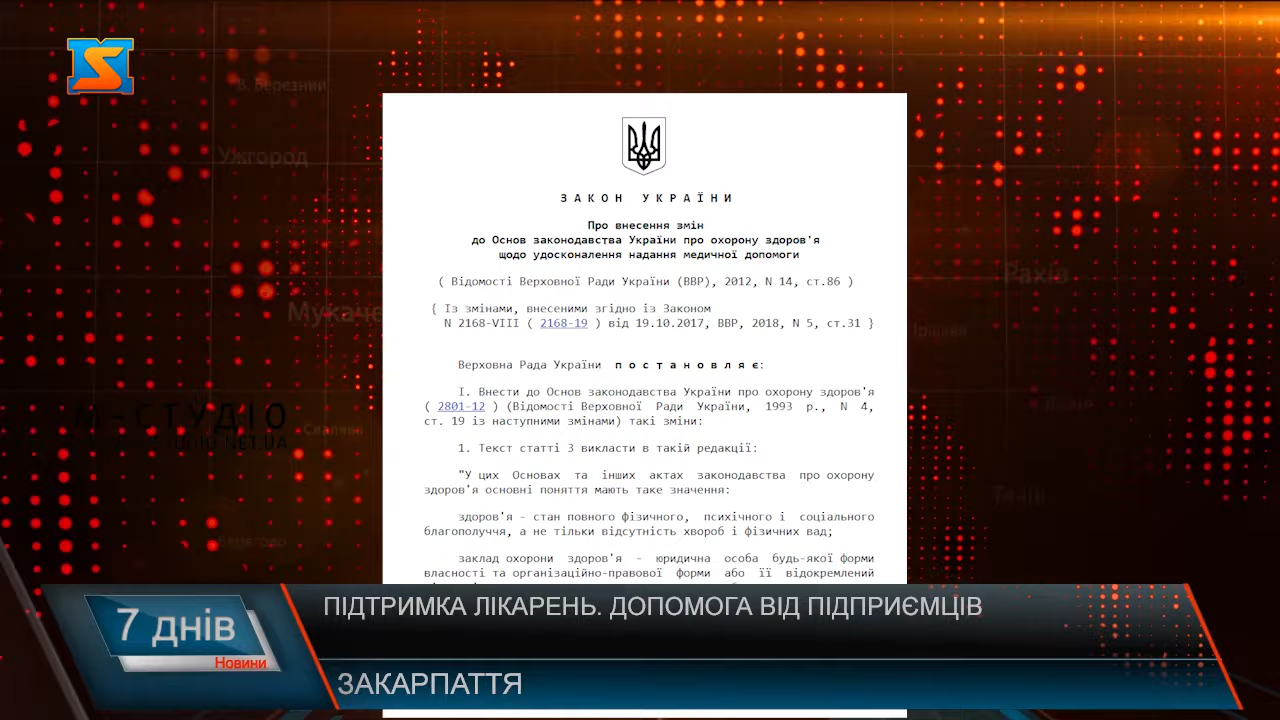 В. Березний
Ужгород
Рахів
Мукаче
Іршава
М-СТУДІО
Свалява
ЗАКОН УКРАЇНИ
Про внесення змін
до Основ законодавства України про охорону здоров'я
щодо удосконалення надання медичної допомоги
( Відомості Верховної Ради України (ВВР), 2012, N 14, ст.86 )
{ Із змінами, внесеними згідно із Законом
N 2168-VIII ( 2168-19 ) від 19.10.2017, ВВР, 2018, N 5, ст.31 }
Верховна Рада України постановляє:
I. Внести до Основ законодавства України про охорону здоров'я
( 2801-12 ) (Відомості Верховної Ради України, 1993 р., N 4,
ст. 19 із наступними змінами) такі зміни:
1. Текст статті 3 викласти в такій редакції:
"У цих Основах та інших актах законодавства про охорону
здоров'я основні поняття мають таке значення:
здоров'я - стан повного фізичного, психічного і соціального
благополуччя, а не тільки відсутність хвороб і фізичних вад;
заклад охорони здоров'я - юридична особа будь-якої форми
власності та організаційно-правової форми або її відокремлений
7 днів
Новини
ПІДТРИМКА ЛІКАРЕНЬ. ДОПОМОГА ВІД ПІДПРИЄМЦІВ
ЗАКАРПАТТЯ